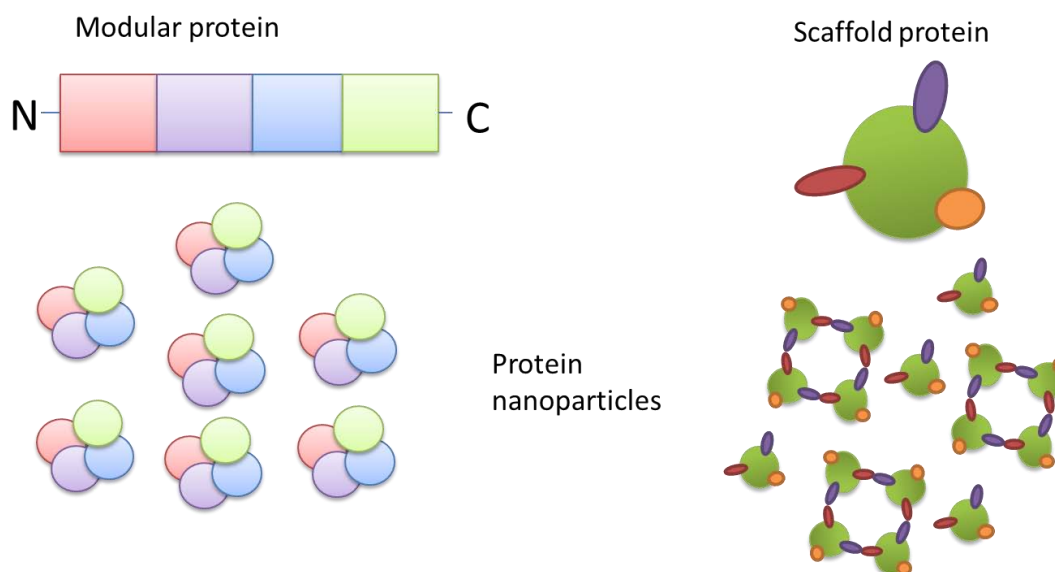 Modular protein
Scaffold protein
N
C
Protein
nanoparticles